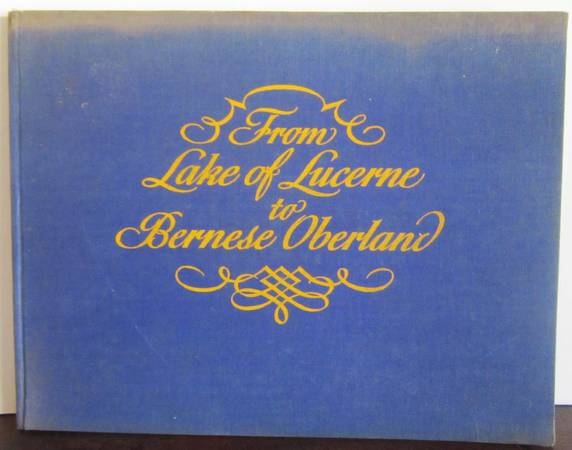 From
Lake of Lucerne
to
Bernese Oberland